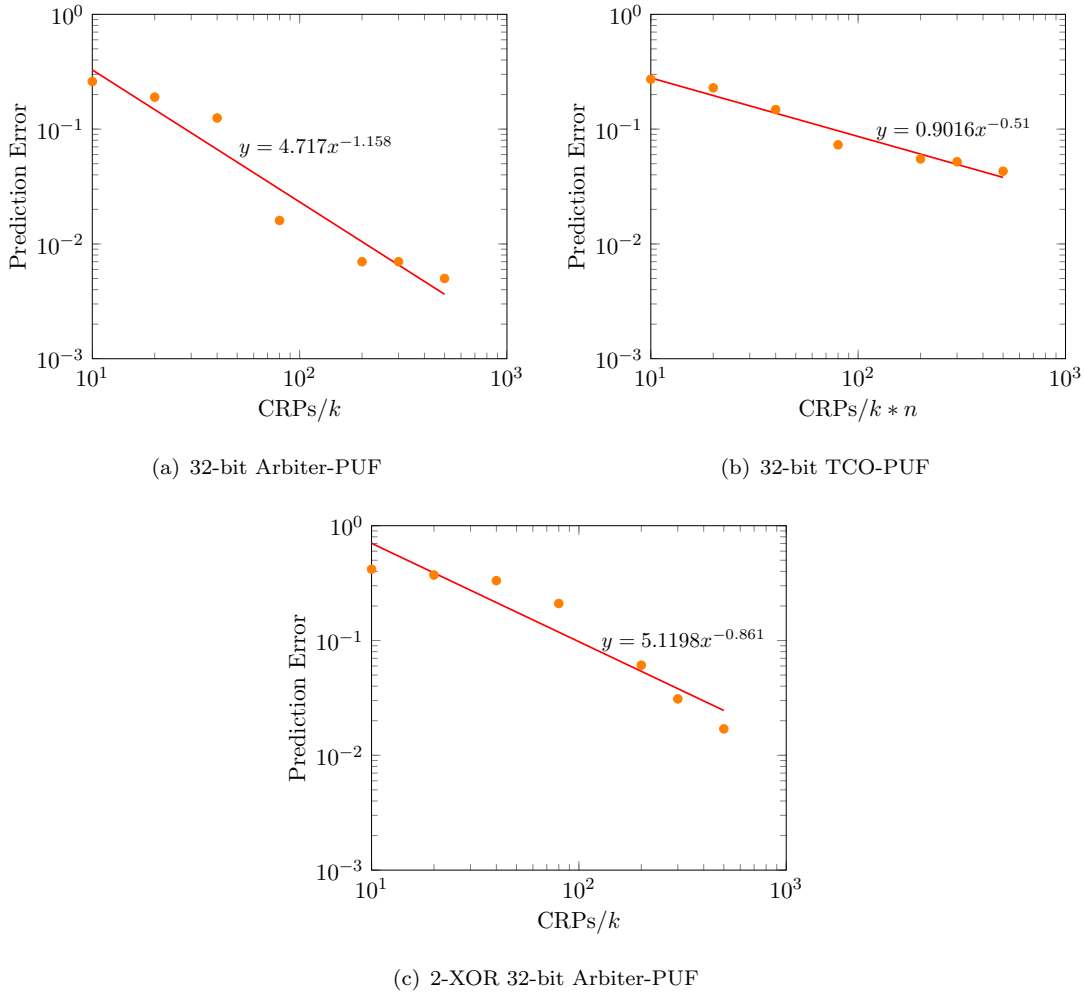 10^0
10^-1
10^-2
10^-3
10^1
10^2
10^3
Prediction Error
CRPs/k
y = 4.717x^-1.158
(a) 32-bit Arbiter-PUF
10^0
10^-1
10^-2
10^-3
10^1
10^2
10^3
Prediction Error
CRPs/k * n
y = 0.9016x^-0.51
(b) 32-bit TCO-PUF
10^0
10^-1
10^-2
10^-3
10^1
10^2
10^3
Prediction Error
CRPs/k
y = 5.1198x^-0.861
(c) 2-XOR 32-bit Arbiter-PUF